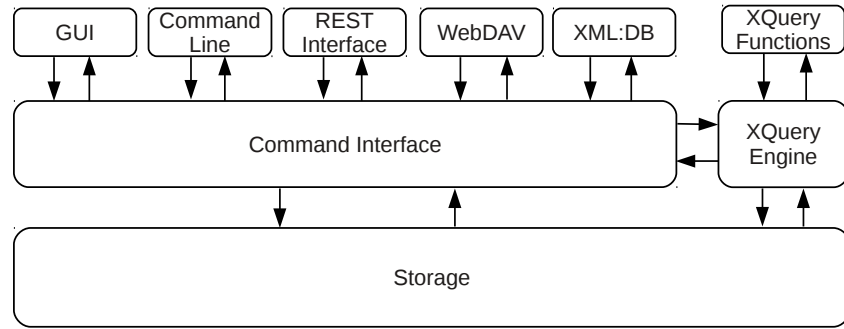 GUI
Command
Line
REST
Interface
WebDAV
XML:DB
XQuery
Functions
Command Interface
XQuery
Engine
Storage